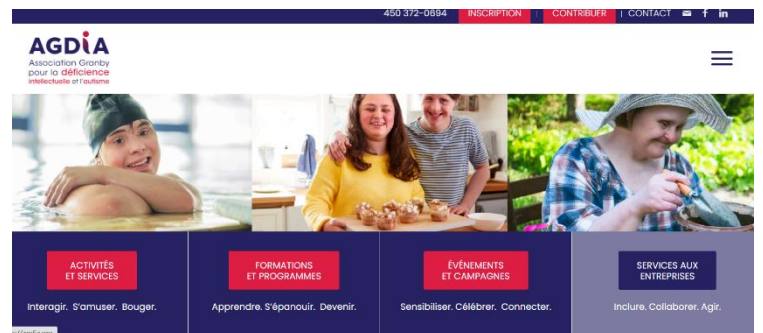 450 372-0694 INSCRIPTION | CONTRIBUER | CONTACT f in
AGDiA
Association Granby
pour la déficience
intellectuelle et l'autisme
ACTIVITÉS
ET SERVICES
FORMATIONS
ET PROGRAMMES
ÉVÉNEMENTS
ET CAMPAGNES
SERVICES AUX
ENTREPRISES
Interagir. S'amuser. Bouger.
Apprendre. S'épanouir. Devenir.
Sensibiliser. Célébrer. Connecter.
Inclure. Collaborer. Agir.